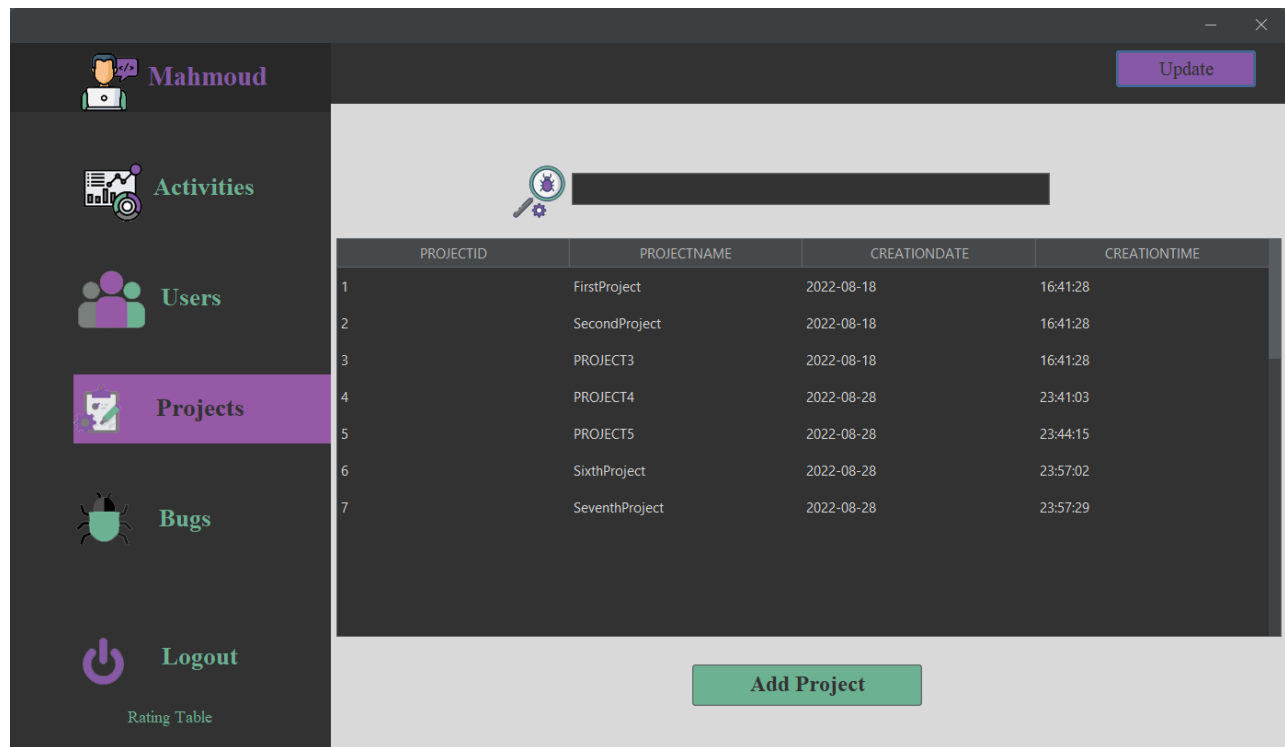 Mahmoud
Update
Activities
Users
Projects
Bugs
Logout
Rating Table
PROJECTID PROJECTNAME CREATIONDATE CREATIONTIME
1 FirstProject 2022-08-18 16:41:28
2 SecondProject 2022-08-18 16:41:28
3 PROJECT3 2022-08-18 16:41:28
4 PROJECT4 2022-08-28 23:41:03
5 PROJECT5 2022-08-28 23:44:15
6 SixthProject 2022-08-28 23:57:02
7 SeventhProject 2022-08-28 23:57:29
Add Project